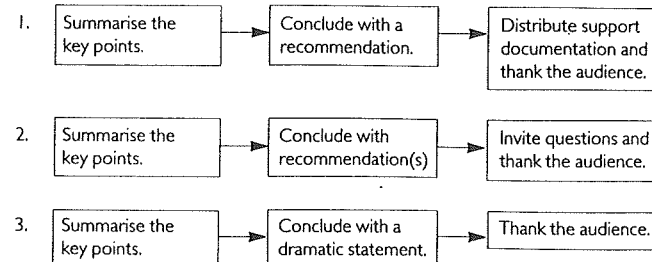 1. Summarise the
key points.
Conclude with a
recommendation.
Distribute support
documentation and
thank the audience.
2. Summarise the
key points.
Conclude with
recommendation(s)
Invite questions and
thank the audience.
3. Summarise the
key points.
Conclude with a
dramatic statement.
Thank the audience.